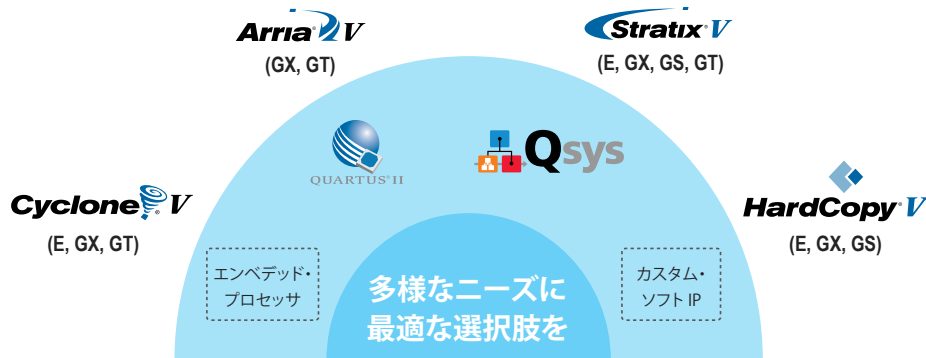 Arria® V
(GX, GT)
Stratix® V
(E, GX, GS, GT)
QUARTUS® II
Qsys
Cyclone® V
(E, GX, GT)
HardCopy® V
(E, GX, GS)
エンベデッド・
プロセッサ
多様なニーズに
最適な選択肢を
カスタム・
ソフト IP